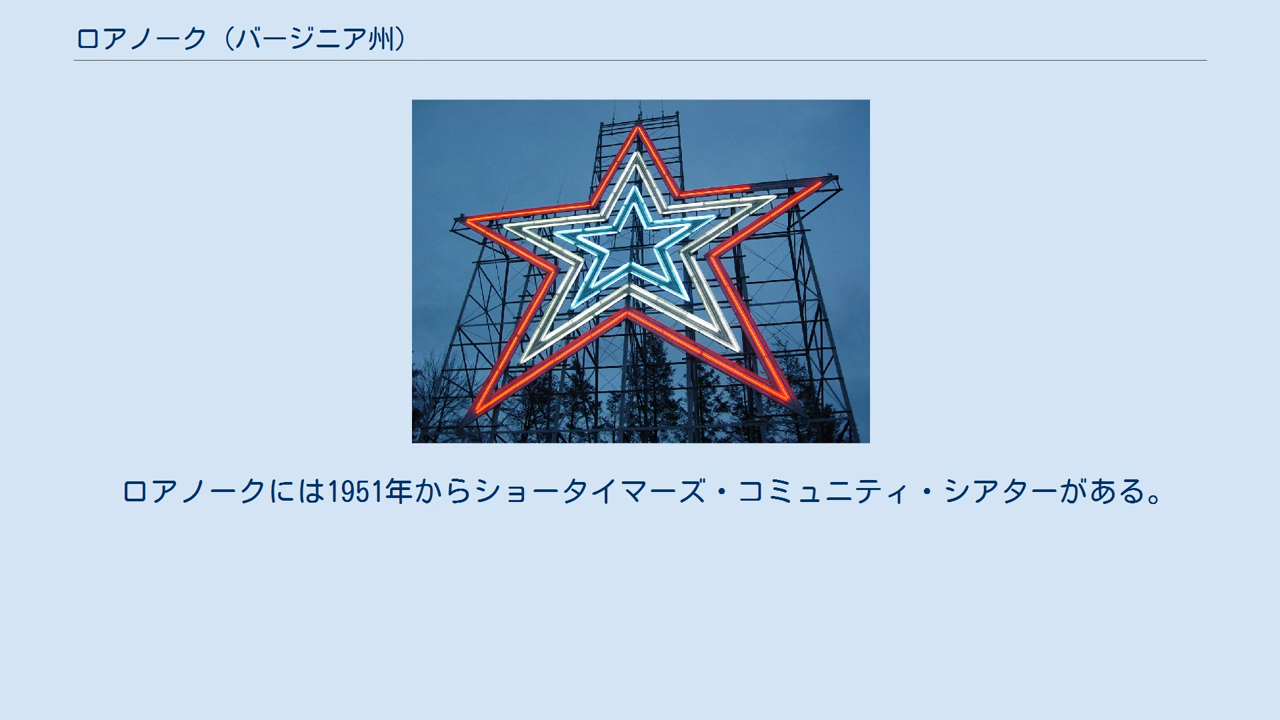 ロアノーク（バージニア州）
ロアノークには1951年からショータイマーズ・コミュニティ・シアターがある。